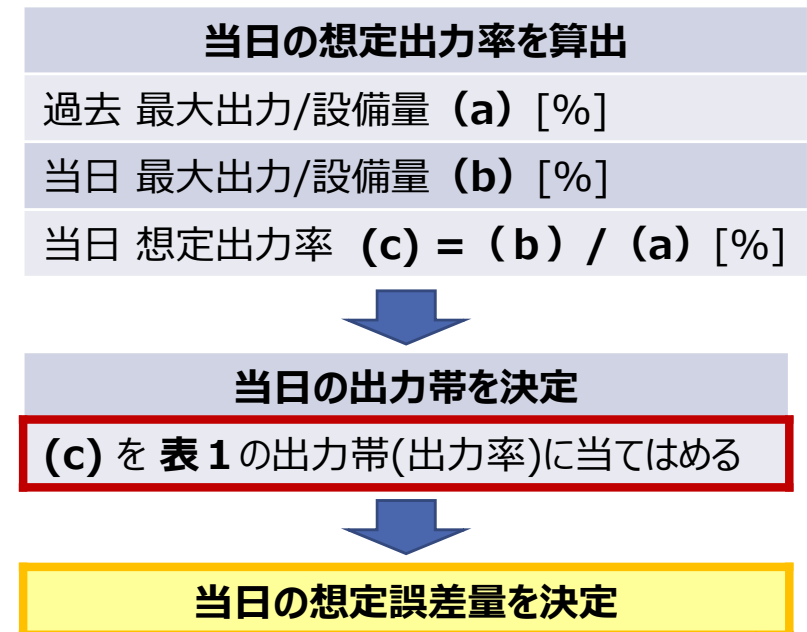 当日の想定出力率を算出
過去 最大出力/設備量（a）[%]
当日 最大出力/設備量（b）[%]
当日 想定出力率 (c) =（ｂ）/（a）[%]
当日の出力帯を決定
(c) を 表１の出力帯(出力率)に当てはめる
当日の想定誤差量を決定